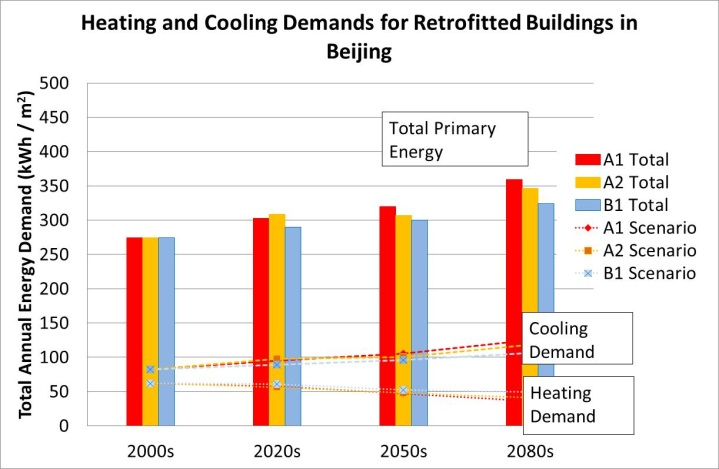 Heating and Cooling Demands for Retrofitted Buildings in
Beijing
Total Annual Energy Demand (kWh / m²)
500
450
400
350
300
250
200
150
100
50
0
2000s
2020s
2050s
2080s
Total Primary
Energy
Cooling
Demand
Heating
Demand
A1 Total
A2 Total
B1 Total
A1 Scenario
A2 Scenario
B1 Scenario